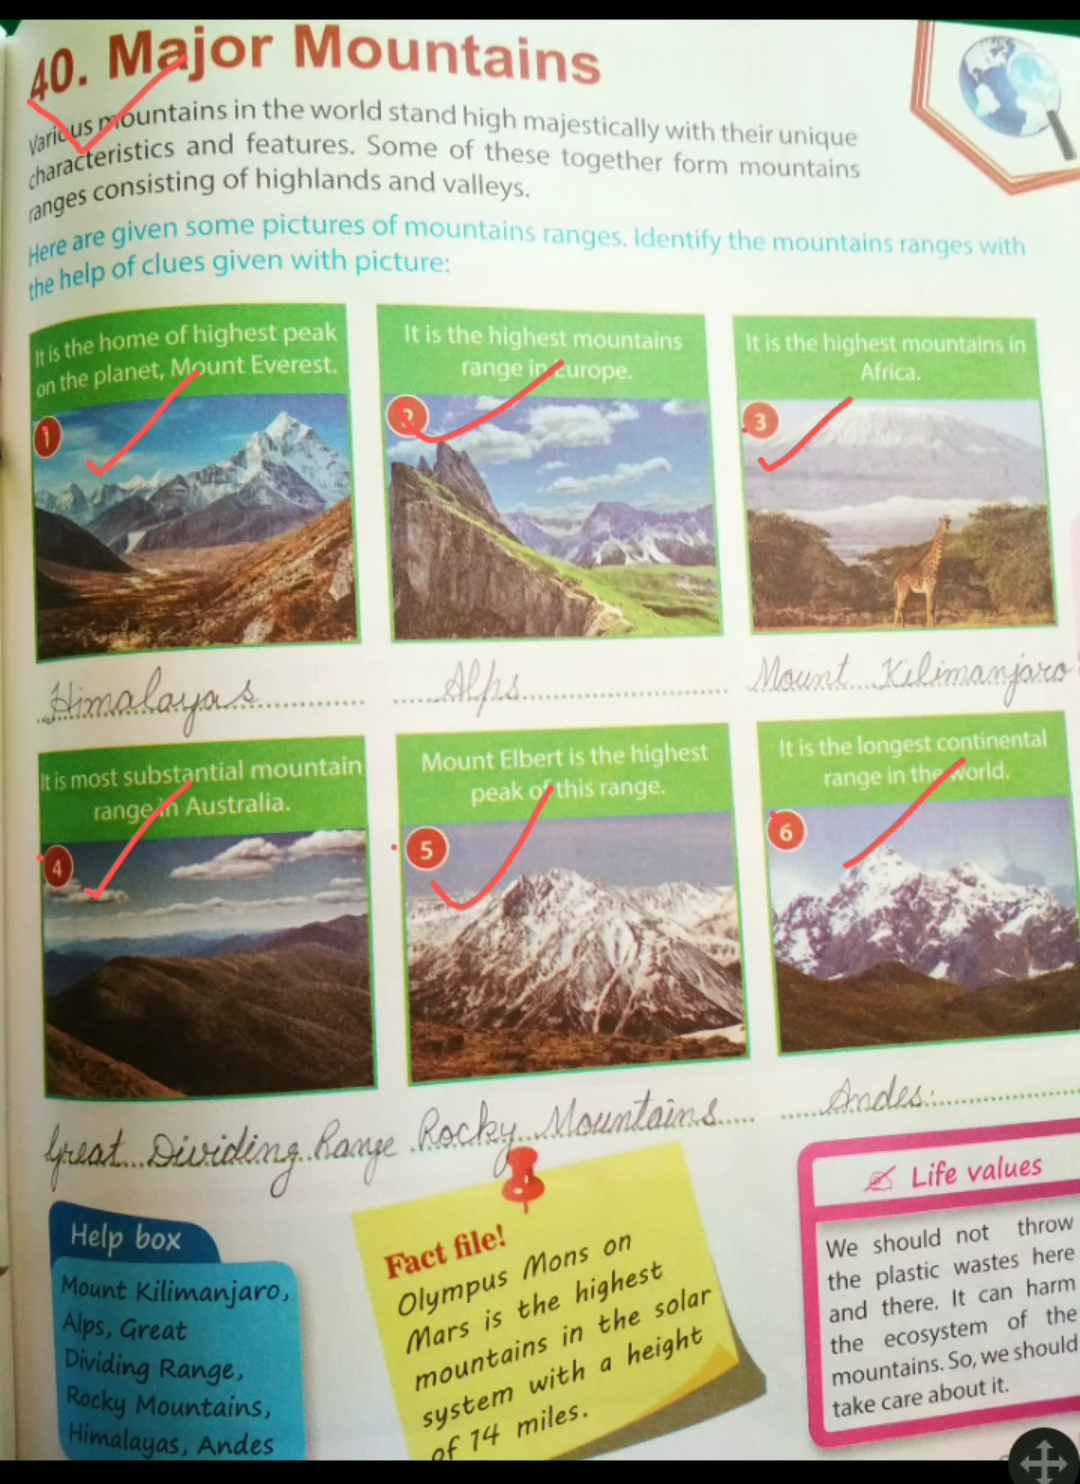 40. Major Mountains
Various mountains in the world stand high majestically with their unique
characteristics and features. Some of these together form mountains
ranges consisting of highlands and valleys.
Here are given some pictures of mountains ranges. Identify the mountains ranges with
the help of clues given with picture:
It is the home of highest peak
on the planet, Mount Everest.
1
Himalayas
It is the highest mountains
range in Europe.
2
Alps
It is the highest mountains in
Africa.
3
Mount Kilimanjaro
It is most substantial mountain
range in Australia.
4
Great Dividing Range
Mount Elbert is the highest
peak of this range.
5
Rocky Mountains
It is the longest continental
range in the world.
6
Andes.
Help box
Mount Kilimanjaro,
Alps, Great
Dividing Range,
Rocky Mountains,
Himalayas, Andes
Fact file!
Olympus Mons on
Mars is the highest
mountains in the solar
system with a height
of 14 miles.
Life values
We should not throw
the plastic wastes here
and there. It can harm
the ecosystem of the
mountains. So, we should
take care about it.